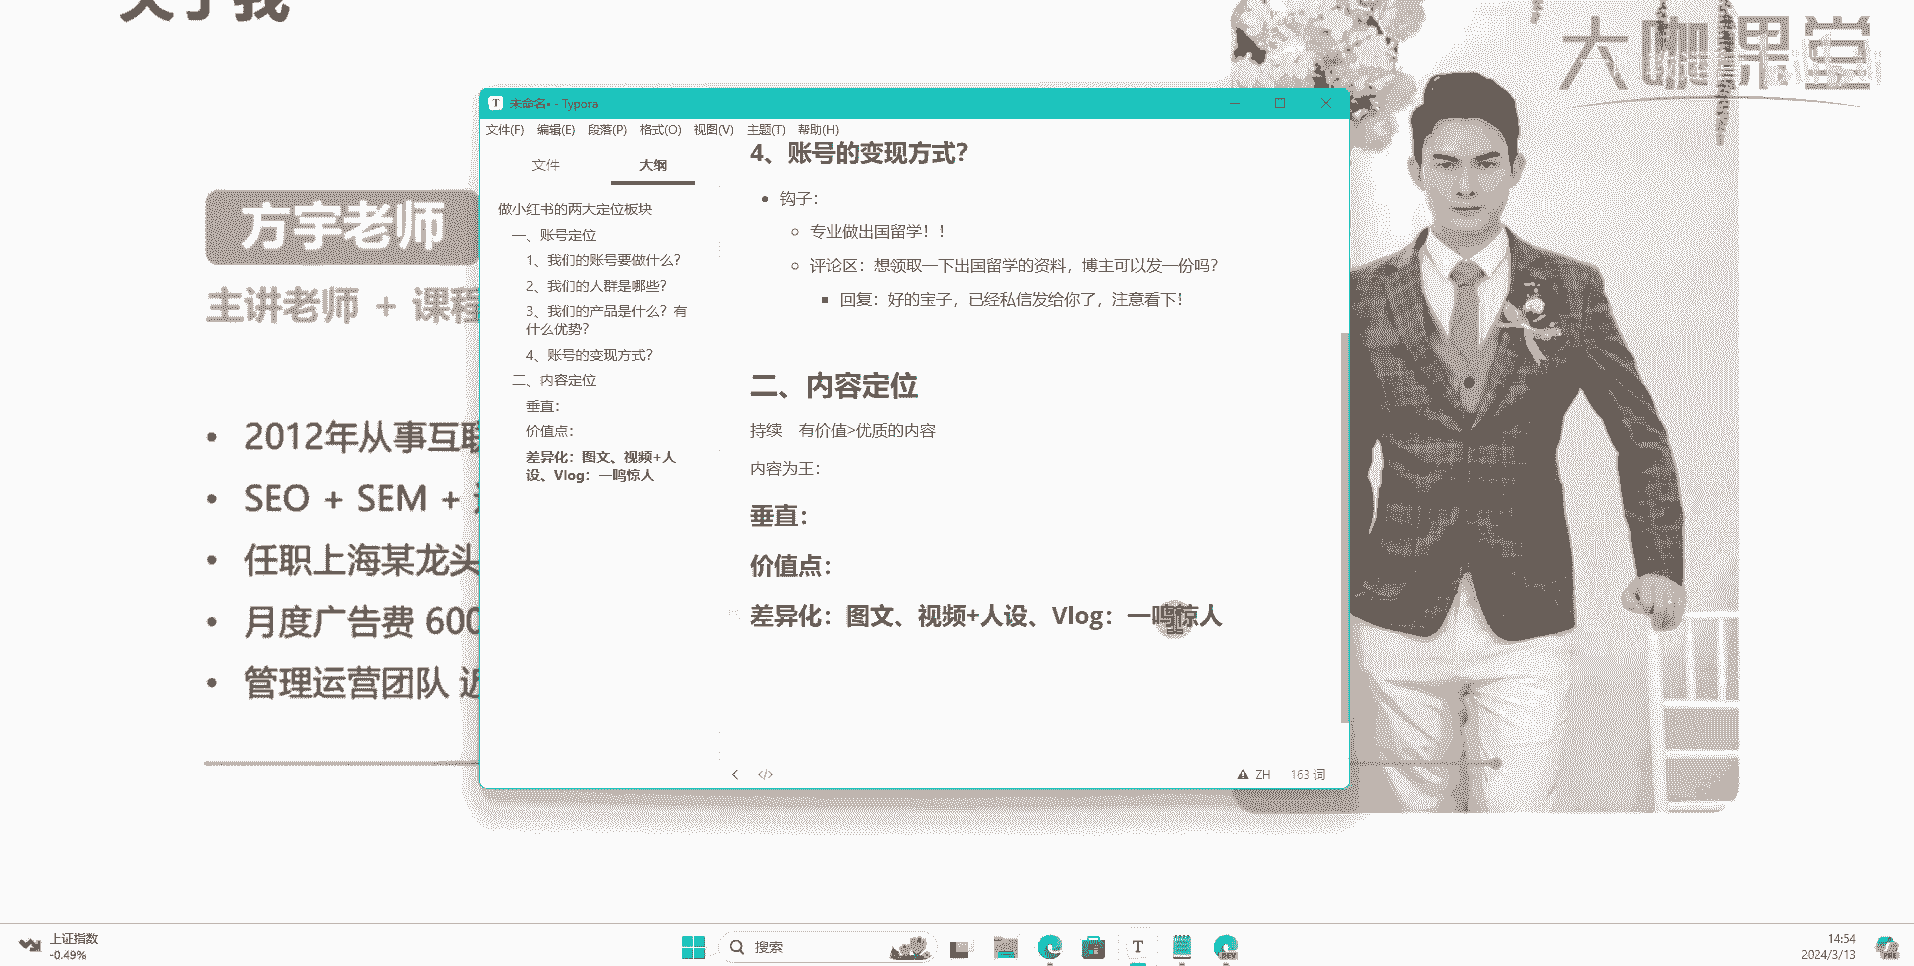 关于我
大咖课堂
方宇老师
主讲老师 + 课程
2012年从事互联
SEO + SEM +
任职上海某龙头
月度广告费 600
管理运营团队 近
未命名• - Typora
文件(F) 编辑(E) 段落(P) 格式(O) 视图(V) 主题(T) 帮助(H)
文件 大纲
做小红书的两大定位板块
一、账号定位
1、我们的账号要做什么？
2、我们的人群是哪些？
3、我们的产品是什么？有
什么优势？
4、账号的变现方式？
二、内容定位
垂直：
价值点：
差异化：图文、视频+人
设、Vlog：一鸣惊人
4、账号的变现方式？
钩子：
专业做出国留学！！
评论区：想领取一下出国留学的资料，博主可以发一份吗？
回复：好的宝子，已经私信发给你了，注意看下！
二、内容定位
持续 有价值>优质的内容
内容为王：
垂直：
价值点：
差异化：图文、视频+人设、Vlog：一鸣惊人
ZH 163 词
上证指数
-0.49%
搜索
T
DEV
14:54
2024/3/13
PRE